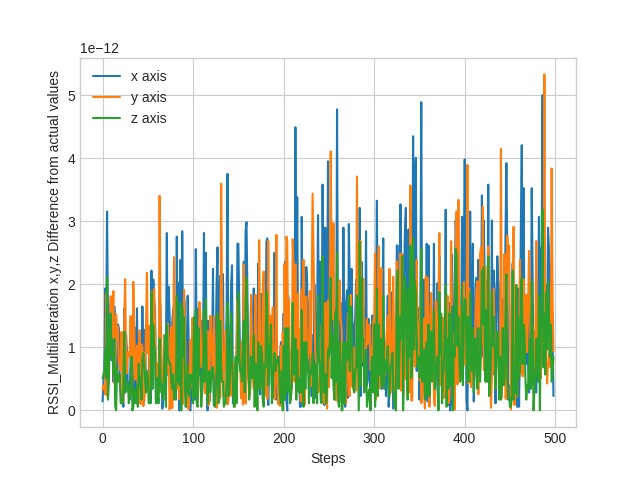 1e−12
x axis
y axis
z axis
5
4
3
2
1
0
RSSI_Multilateration x,y,z Difference from actual values
0 100 200 300 400 500
Steps